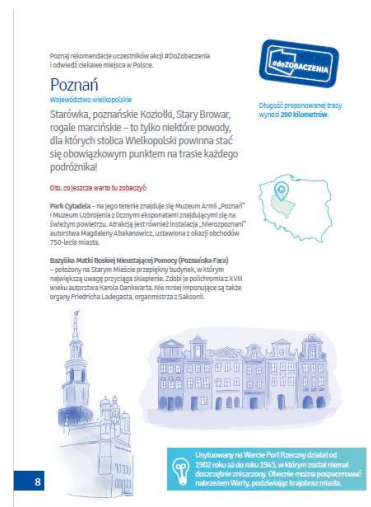 Poznaj rekomendacje uczestników akcji #DoZobaczenia
i odwiedź ciekawe miejsca w Polsce.
#doZOBACZENIA
Poznań
Województwo wielkopolskie
Starówka, poznańskie Koziołki, Stary Browar,
rogale marcińskie – to tylko niektóre powody,
dla których stolica Wielkopolski powinna stać
się obowiązkowym punktem na trasie każdego
podróżnika!
Długość proponowanej trasy
wynosi 200 kilometrów.
Oto, co jeszcze warto tu zobaczyć:
Park Cytadela – na jego terenie znajduje się Muzeum Armii „Poznań”
i Muzeum Uzbrojenia z licznymi eksponatami znajdującymi się na
świeżym powietrzu. Atrakcją jest również instalacja „Nierozpoznani”
autorstwa Magdaleny Abakanowicz, ustawiona z okazji obchodów
750-lecia miasta.
Bazylika Matki Boskiej Nieustającej Pomocy (Poznańska Fara)
– położony na Starym Mieście przepiękny budynek, w którym
największą uwagę przyciąga sklepienie. Zdobi je polichromia z XVIII
wieku autorstwa Karola Dankwarta. Nie mniej imponujące są także
organy Friedricha Ladegasta, organmistrza z Saksonii.
Usytuowany na Warcie Port Rzeczny działał od
1902 roku aż do roku 1945, w którym został niemal
doszczętnie zniszczony. Obecnie można pospacerować
nabrzeżem Warty, podziwiając krajobraz miasta.
8